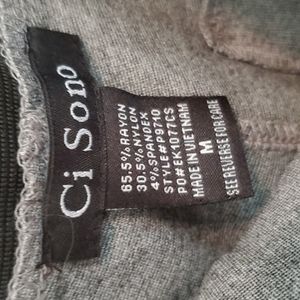 Ci Sono
65.5%RAYON
30.5%NYLON
4%SPANDEX
STYLE#P9710
PO#EK1077CS
MADE IN VIETNAM
M
SEE REVERSE FOR CARE